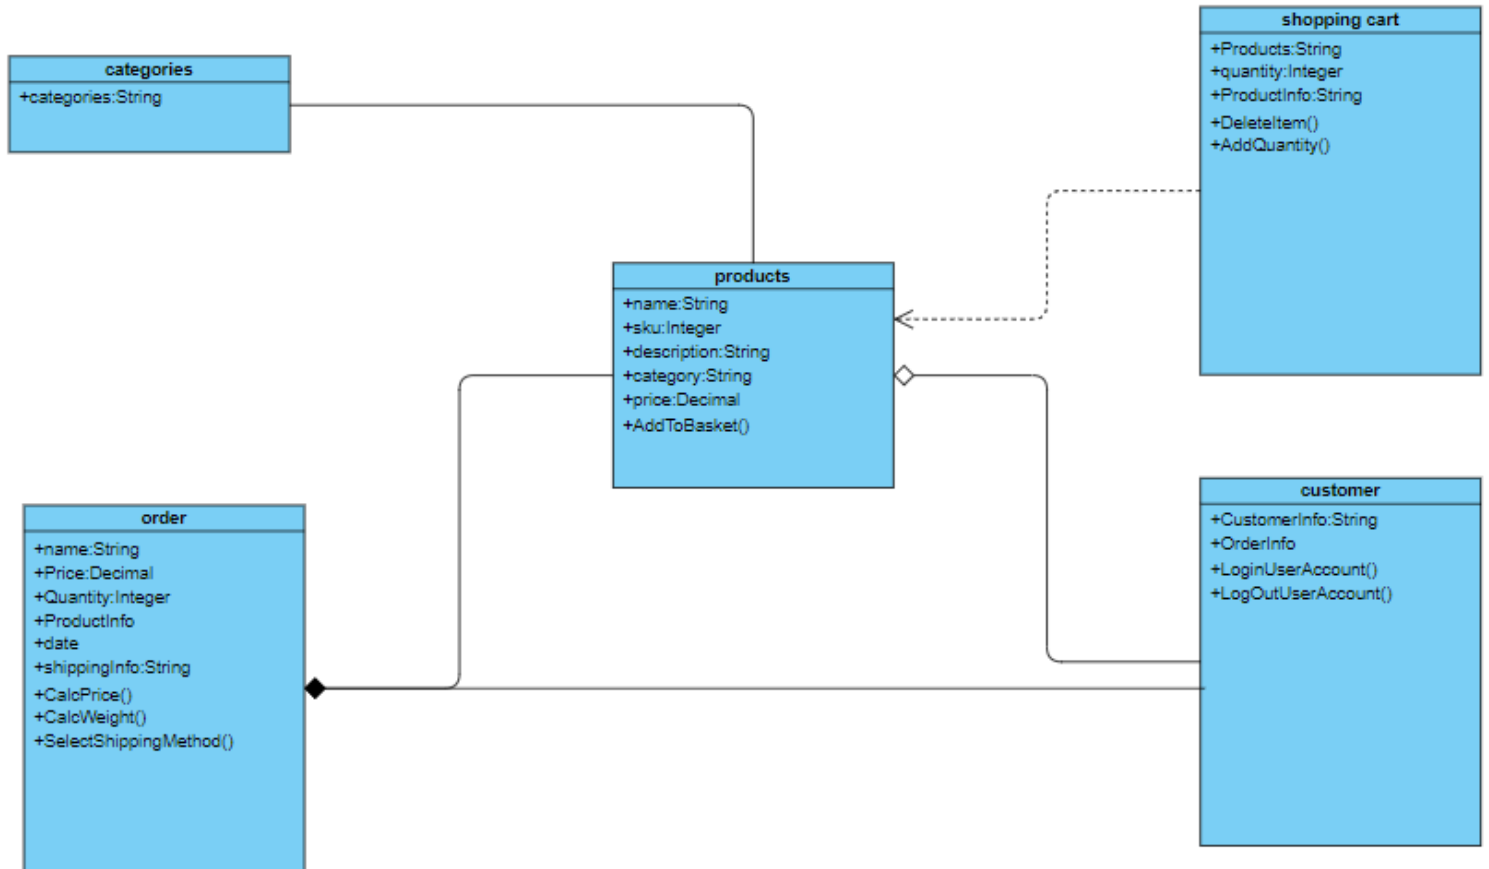 categories
+categories:String
shopping cart
+Products:String
+quantity:Integer
+ProductInfo:String
+DeleteItem()
+AddQuantity()
products
+name:String
+sku:Integer
+description:String
+category:String
+price:Decimal
+AddToBasket()
order
+name:String
+Price:Decimal
+Quantity:Integer
+ProductInfo
+date
+shippingInfo:String
+CalcPrice()
+CalcWeight()
+SelectShippingMethod()
customer
+CustomerInfo:String
+OrderInfo
+LoginUserAccount()
+LogOutUserAccount()